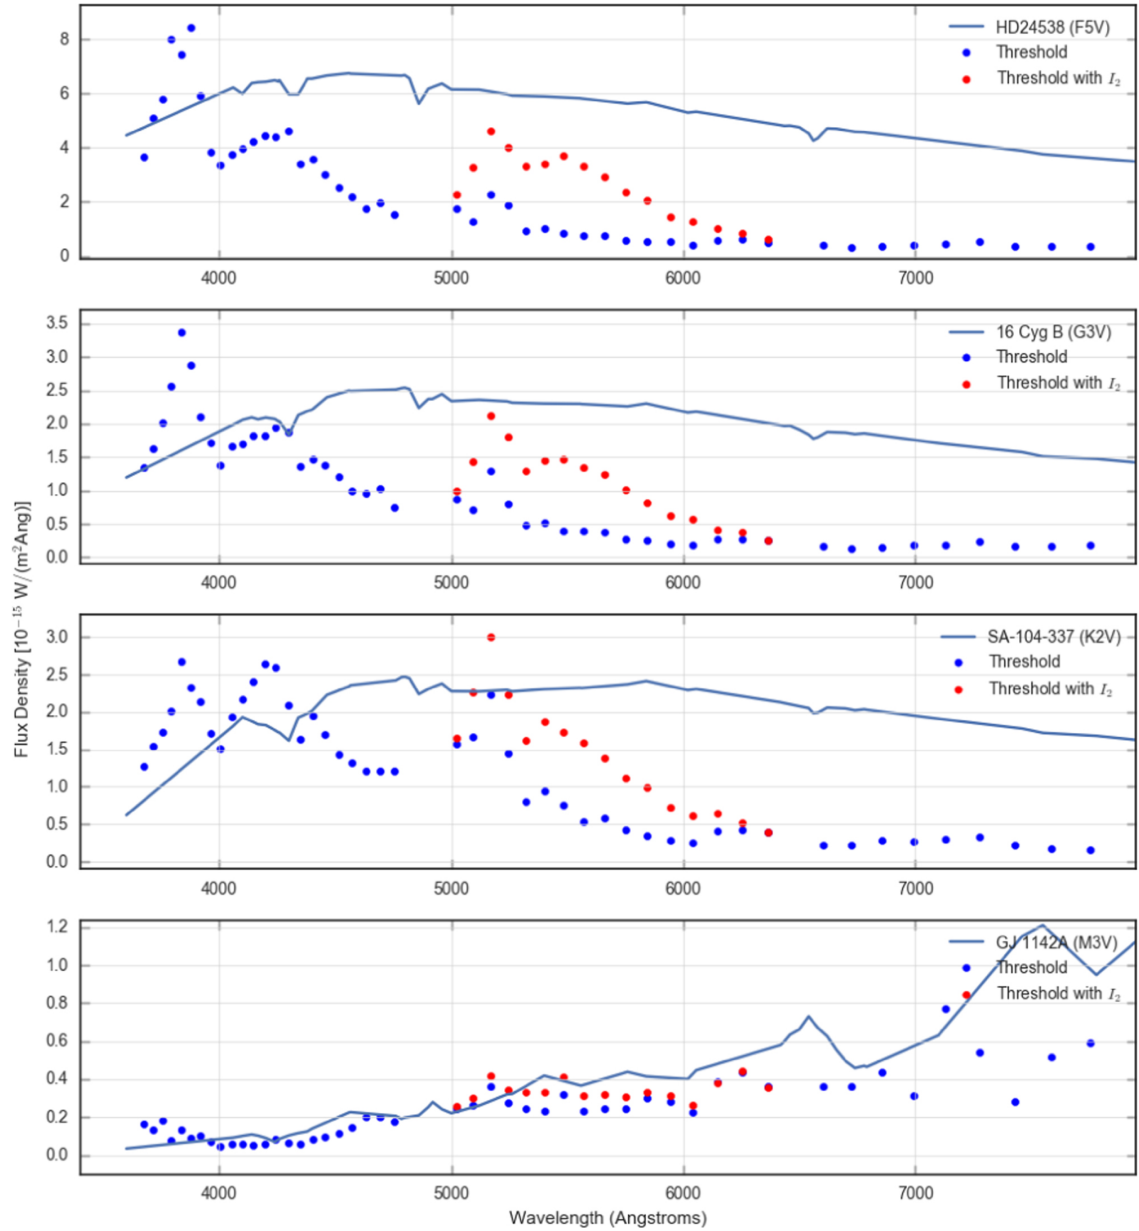 HD24538 (F5V)
Threshold
Threshold with I₂
8
6
4
2
0
4000 5000 6000 7000
16 Cyg B (G3V)
Threshold
Threshold with I₂
3.5
3.0
2.5
2.0
1.5
1.0
0.5
0.0
4000 5000 6000 7000
Flux Density [10⁻¹⁵ W/(m²Ang)]
SA-104-337 (K2V)
Threshold
Threshold with I₂
3.0
2.5
2.0
1.5
1.0
0.5
0.0
4000 5000 6000 7000
GJ 1142A (M3V)
Threshold
Threshold with I₂
1.2
1.0
0.8
0.6
0.4
0.2
0.0
4000 5000 6000 7000
Wavelength (Angstroms)